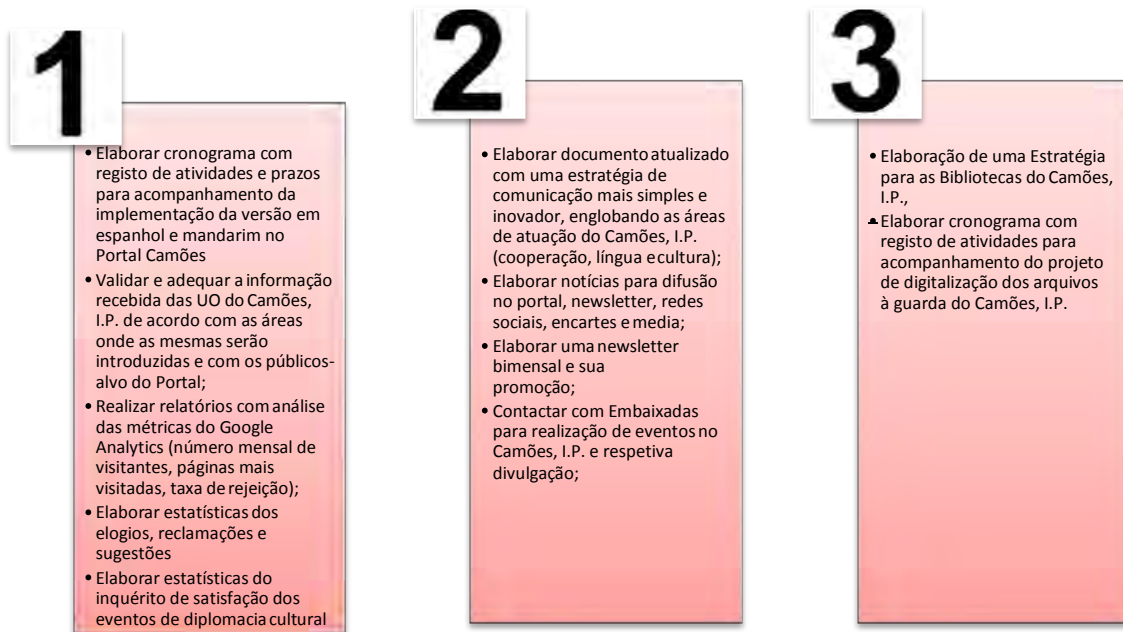 1
• Elaborar cronograma com
registo de atividades e prazos
para acompanhamento da
implementação da versão em
espanhol e mandarim no
Portal Camões
• Validar e adequar a informação
recebida das UO do Camões,
I.P. de acordo com as áreas
onde as mesmas serão
introduzidas e com os públicos-
alvo do Portal;
• Realizar relatórios com análise
das métricas do Google
Analytics (número mensal de
visitantes, páginas mais
visitadas, taxa de rejeição);
• Elaborar estatísticas dos
elogios, reclamações e
sugestões
• Elaborar estatísticas do
inquérito de satisfação dos
eventos de diplomacia cultural
2
• Elaborar documento atualizado
com uma estratégia de
comunicação mais simples e
inovador, englobando as áreas
de atuação do Camões, I.P.
(cooperação, língua e cultura);
• Elaborar notícias para difusão
no portal, newsletter, redes
sociais, encartes e media;
• Elaborar uma newsletter
bimensal e sua
promoção;
• Contactar com Embaixadas
para realização de eventos no
Camões, I.P. e respetiva
divulgação;
3
• Elaboração de uma Estratégia
para as Bibliotecas do Camões,
I.P.,
• Elaborar cronograma com
registo de atividades para
acompanhamento do projeto
de digitalização dos arquivos
à guarda do Camões, I.P.